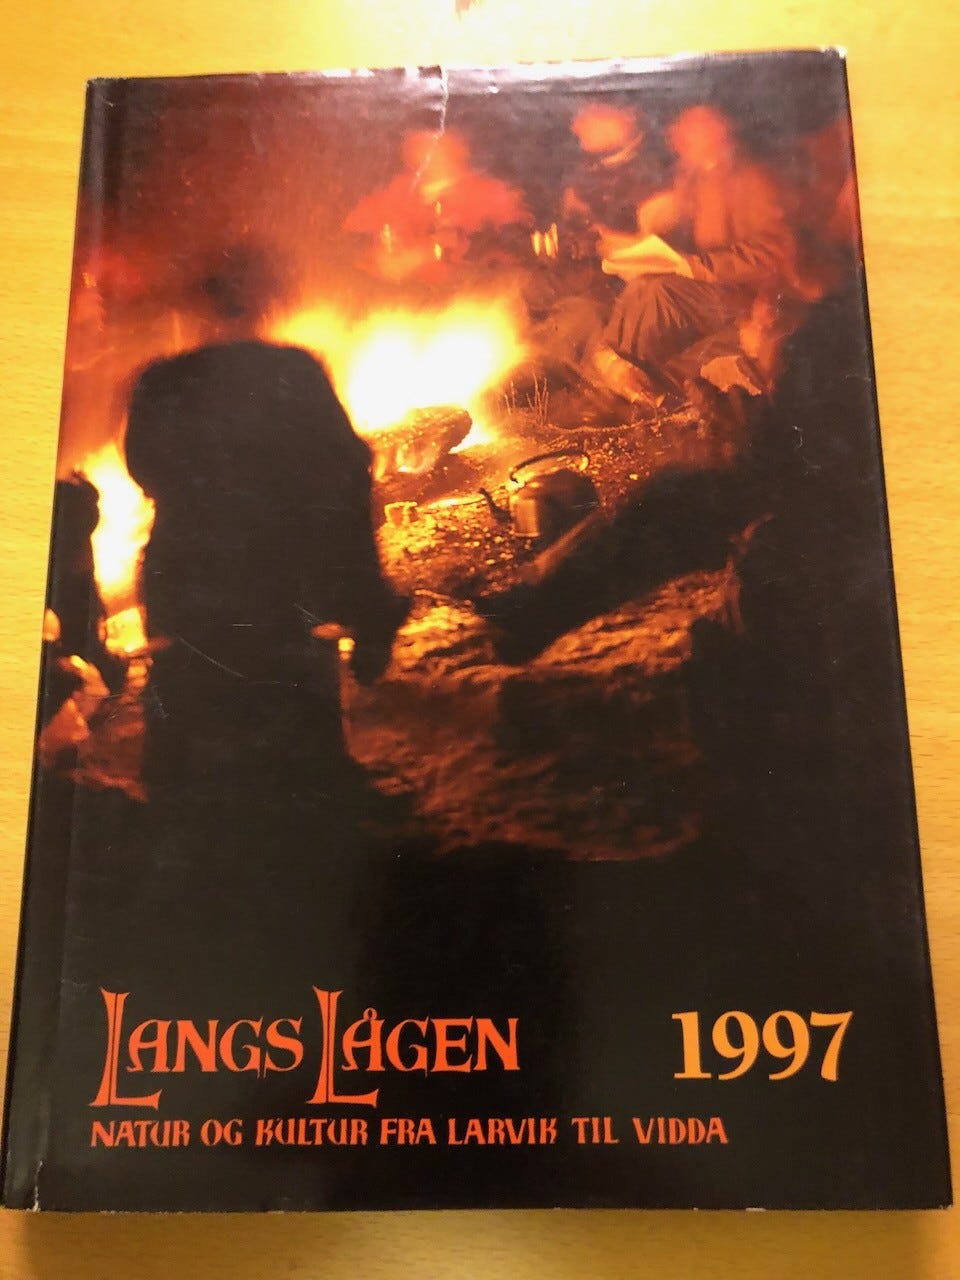 LANGS LÅGEN 1997
NATUR OG KULTUR FRA LARVIK TIL VIDDA